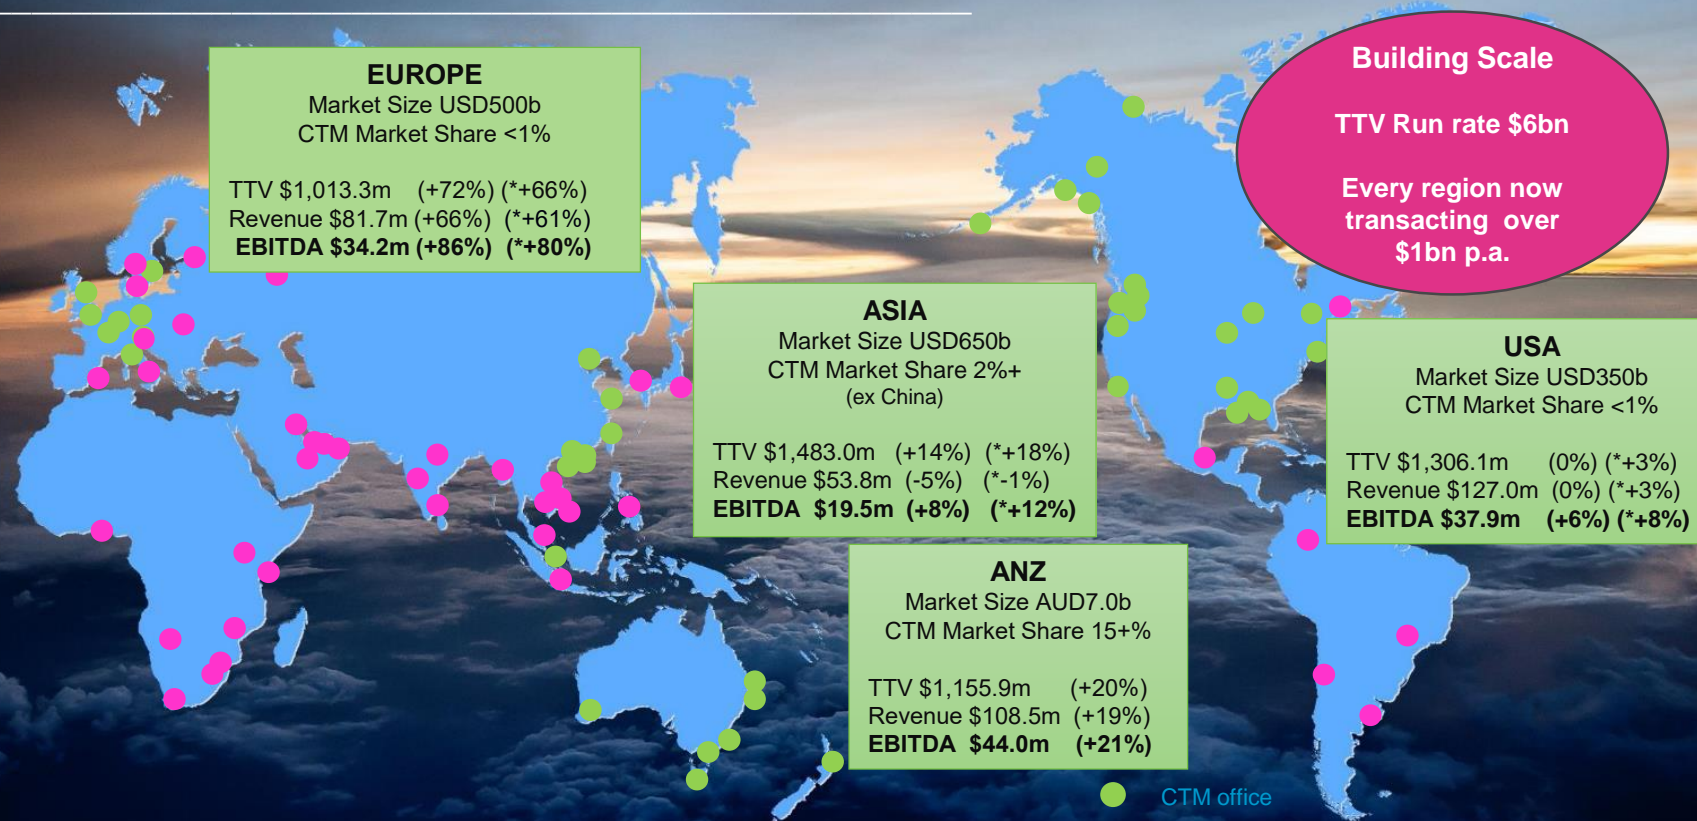 EUROPE
Market Size USD500b
CTM Market Share <1%
TTV $1,013.3m (+72%) (*+66%)
Revenue $81.7m (+66%) (*+61%)
EBITDA $34.2m (+86%) (*+80%)
Building Scale
TTV Run rate $6bn
Every region now
transacting over
$1bn p.a.
ASIA
Market Size USD650b
CTM Market Share 2%+
(ex China)
TTV $1,483.0m (+14%) (*+18%)
Revenue $53.8m (-5%) (*-1%)
EBITDA $19.5m (+8%) (*+12%)
USA
Market Size USD350b
CTM Market Share <1%
TTV $1,306.1m (0%) (*+3%)
Revenue $127.0m (0%) (*+3%)
EBITDA $37.9m (+6%) (*+8%)
ANZ
Market Size AUD7.0b
CTM Market Share 15+%
TTV $1,155.9m (+20%)
Revenue $108.5m (+19%)
EBITDA $44.0m (+21%)
CTM office